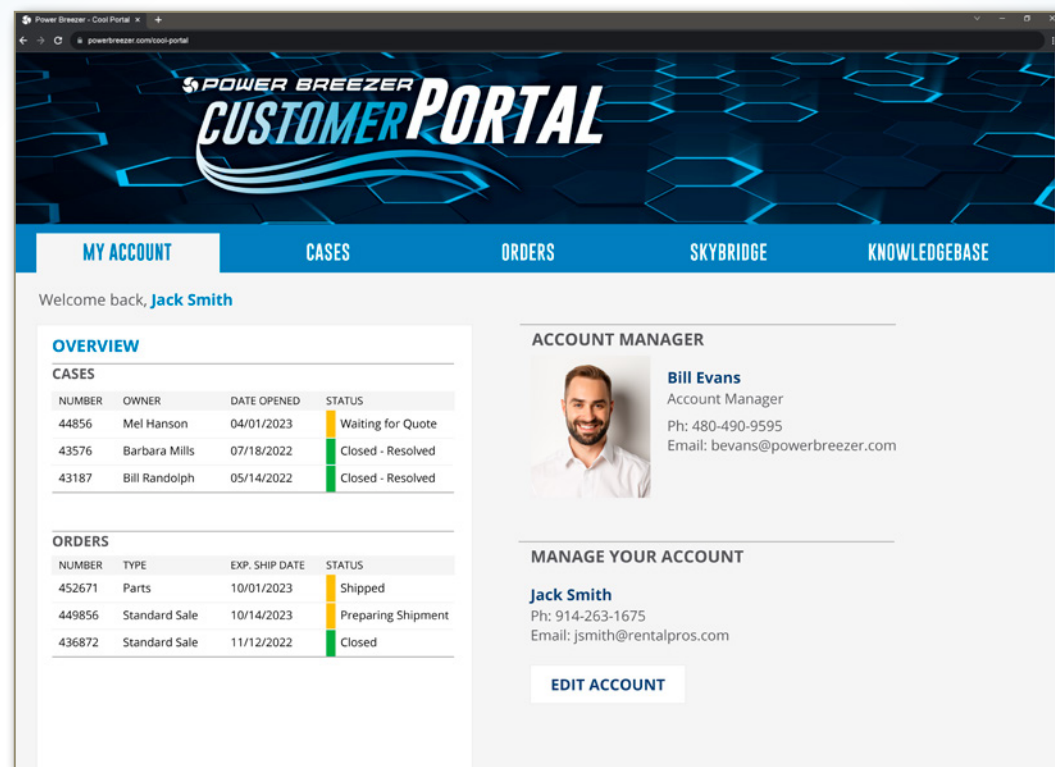 Power Breezer - Cool Portal
powerbreezer.com/cool-portal
POWER BREEZER
CUSTOMER PORTAL
MY ACCOUNT CASES ORDERS SKYBRIDGE KNOWLEDGEBASE
Welcome back, Jack Smith
OVERVIEW
CASES
NUMBER OWNER DATE OPENED STATUS
44856 Mel Hanson 04/01/2023 Waiting for Quote
43576 Barbara Mills 07/18/2022 Closed - Resolved
43187 Bill Randolph 05/14/2022 Closed - Resolved
ORDERS
NUMBER TYPE EXP. SHIP DATE STATUS
452671 Parts 10/01/2023 Shipped
449856 Standard Sale 10/14/2023 Preparing Shipment
436872 Standard Sale 11/12/2022 Closed
ACCOUNT MANAGER
Bill Evans
Account Manager
Ph: 480-490-9595
Email: bevans@powerbreezer.com
MANAGE YOUR ACCOUNT
Jack Smith
Ph: 914-263-1675
Email: jsmith@rentalpros.com
EDIT ACCOUNT